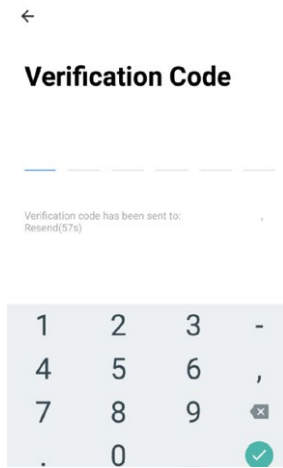 Verification Code
Verification code has been sent to: ,
Resend(57s)
1 2 3 -
4 5 6 ,
7 8 9
. 0